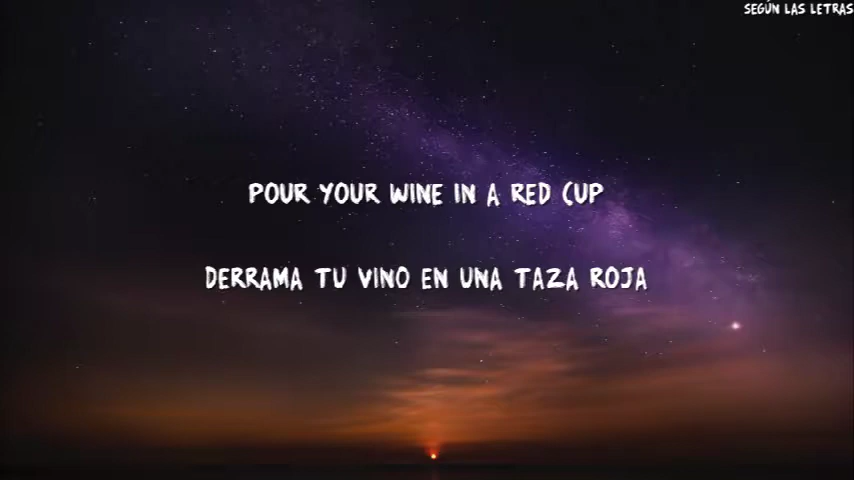 SEGÚN LAS LETRAS
POUR YOUR WINE IN A RED CUP
DERRAMA TU VINO EN UNA TAZA ROJA